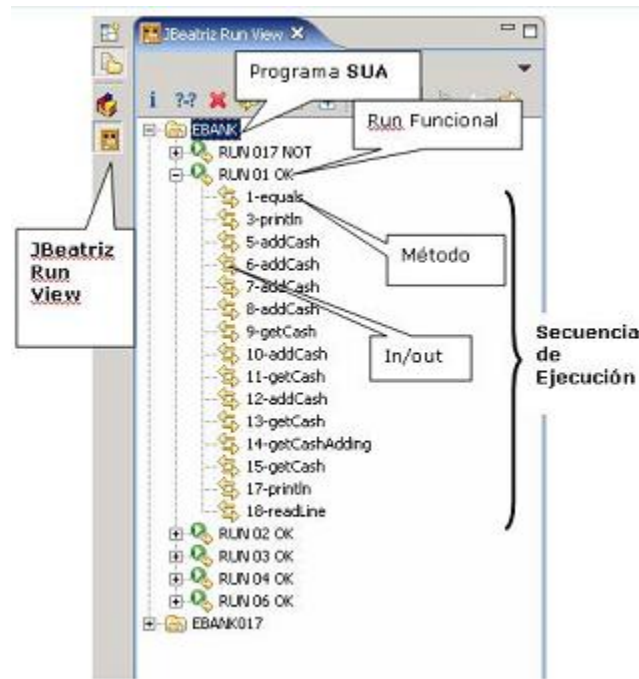 JBeatriz Run View
Programa SUA
i ?-?
Run Funcional
EBANK
RUN 017 NOT
RUN 01 OK
1-equals
3-println
5-addCash
6-addCash
7-addCash
8-addCash
9-getCash
10-addCash
11-getCash
12-addCash
13-getCash
14-getCashAdding
15-getCash
17-println
18-readLine
RUN 02 OK
RUN 03 OK
RUN 04 OK
RUN 06 OK
EBANK017
JBeatriz
Run
View
Método
In/out
Secuencia
de
Ejecución